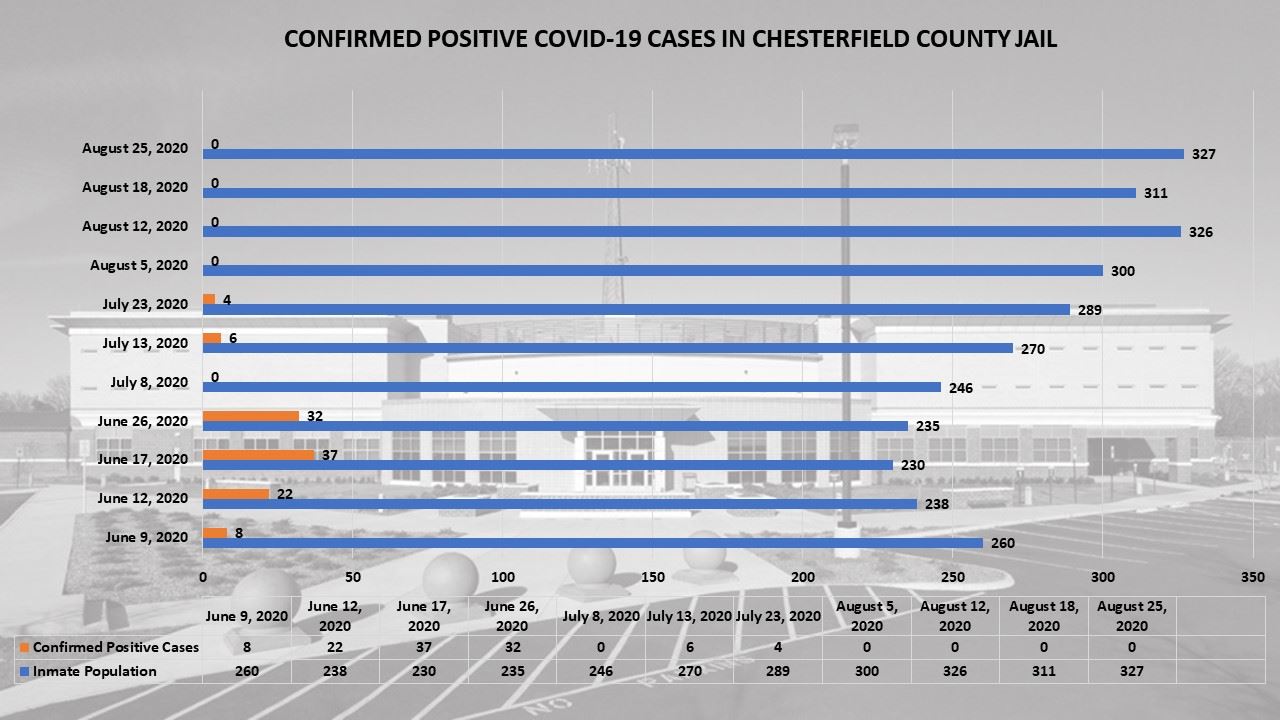 CONFIRMED POSITIVE COVID-19 CASES IN CHESTERFIELD COUNTY JAIL
August 25, 2020 0 327
August 18, 2020 0 311
August 12, 2020 0 326
August 5, 2020 0 300
July 23, 2020 4 289
July 13, 2020 6 270
July 8, 2020 0 246
June 26, 2020 32 235
June 17, 2020 37 230
June 12, 2020 22 238
June 9, 2020 8 260
0 50 100 150 200 250 300 350
June 9, 2020 June 12, 2020 June 17, 2020 June 26, 2020 July 8, 2020 July 13, 2020 July 23, 2020 August 5, 2020 August 12, 2020 August 18, 2020 August 25, 2020
Confirmed Positive Cases 8 22 37 32 0 6 4 0 0 0 0
Inmate Population 260 238 230 235 246 270 289 300 326 311 327
NO PARKING